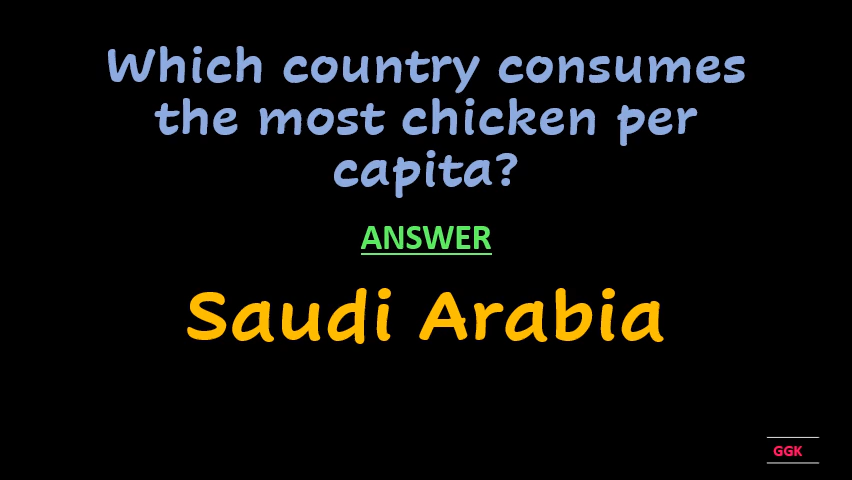 Which country consumes
the most chicken per
capita?
ANSWER
Saudi Arabia
GGK